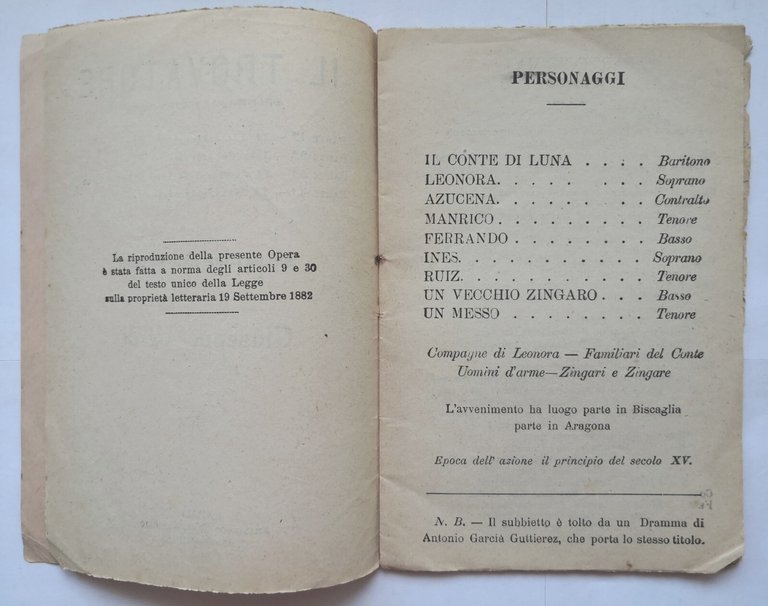 La riproduzione della presente Opera
è stata fatta a norma degli articoli 9 e 30
del testo unico della Legge
sulla proprietà letteraria 19 Settembre 1882
PERSONAGGI
IL CONTE DI LUNA . . . . Baritono
LEONORA. . . . . . . . . Soprano
AZUCENA. . . . . . . . . Contralto
MANRICO . . . . . . . . Tenore
FERRANDO . . . . . . . Basso
INES. . . . . . . . . . Soprano
RUIZ. . . . . . . . . . Tenore
UN VECCHIO ZINGARO . . . Basso
UN MESSO . . . . . . . Tenore
Compagne di Leonora — Familiari del Conte
Uomini d'arme—Zingari e Zingare
L'avvenimento ha luogo parte in Biscaglia
parte in Aragona
Epoca dell' azione il principio del secolo XV.
N. B. — Il subbietto è tolto da un Dramma di
Antonio Garcià Guttierez, che porta lo stesso titolo.